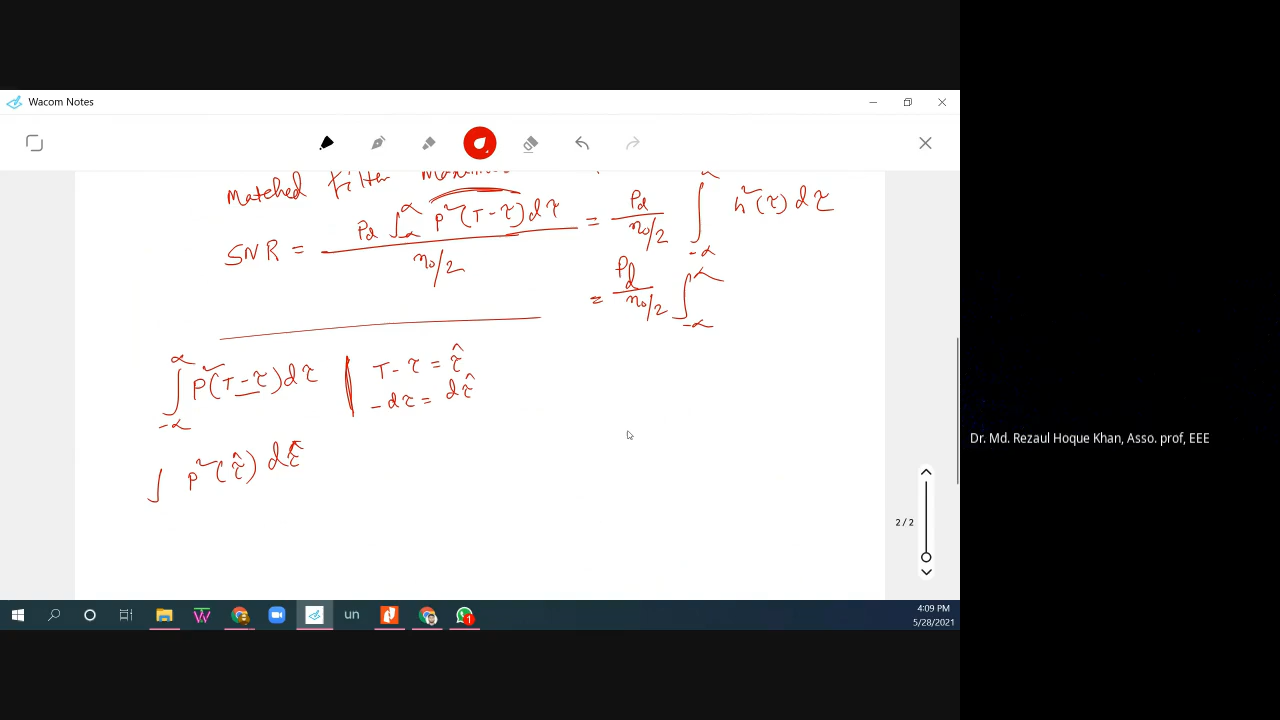 Wacom Notes
Matched filter
SNR = Pd ∫_{-α}^{α} p²(T-τ)dτ / n0/2 = Pd / n0/2 ∫_{-α}^{α} h²(τ)dτ
= Pd / n0/2 ∫_{-α}^{α}
∫_{-α}^{α} p²(T-τ)dτ | T-τ = τ̂
-dτ = dτ̂
∫ p²(τ̂) dτ̂
Dr. Md. Rezaul Hoque Khan, Asso. prof, EEE
2 / 2
un
1
4:09 PM
5/28/2021